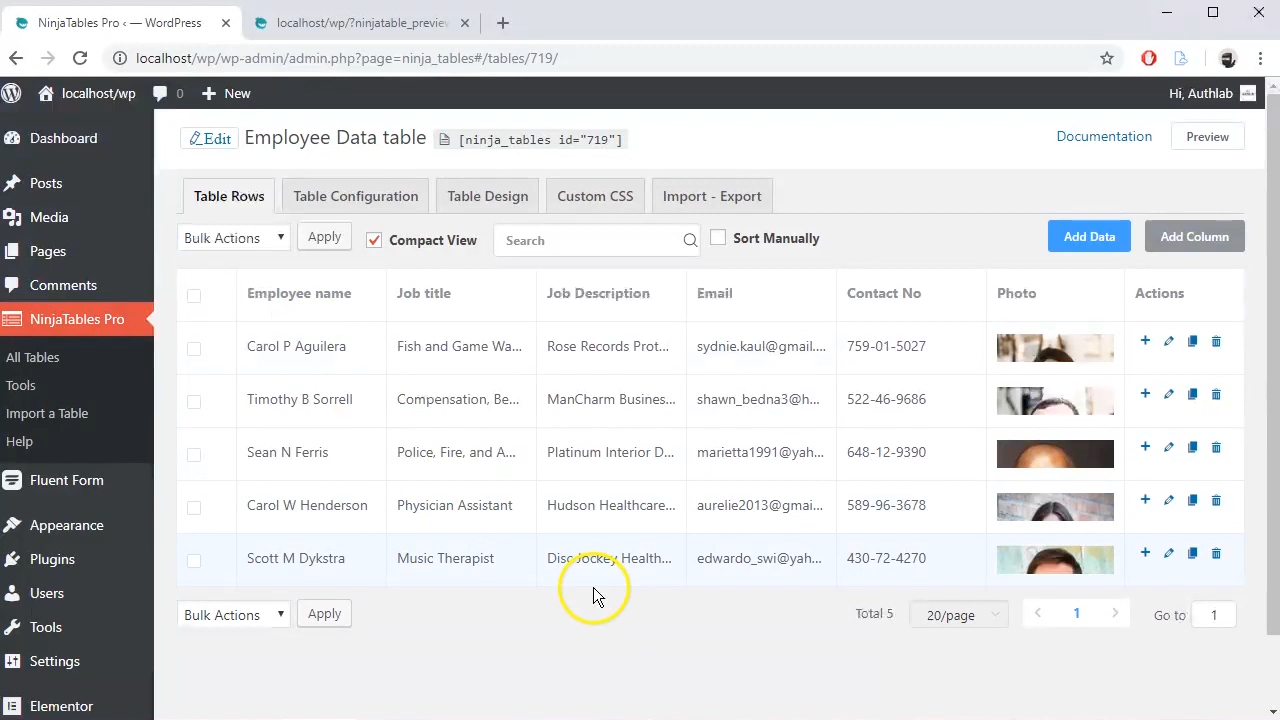 NinjaTables Pro ‹ — WordPress
localhost/wp/?ninjatable_preview
localhost/wp/wp-admin/admin.php?page=ninja_tables#/tables/719/
localhost/wp 0 New Hi, Authlab
Dashboard
Posts
Media
Pages
Comments
NinjaTables Pro
All Tables
Tools
Import a Table
Help
Fluent Form
Appearance
Plugins
Users
Tools
Settings
Elementor
Edit Employee Data table [ninja_tables id="719"] Documentation Preview
Table Rows Table Configuration Table Design Custom CSS Import - Export
Bulk Actions Apply Compact View Search Sort Manually Add Data Add Column
Employee name Job title Job Description Email Contact No Photo Actions
Carol P Aguilera Fish and Game Wa... Rose Records Prot... sydnie.kaul@gmail.... 759-01-5027
Timothy B Sorrell Compensation, Be... ManCharm Busines... shawn_bedna3@h... 522-46-9686
Sean N Ferris Police, Fire, and A... Platinum Interior D... marietta1991@yah... 648-12-9390
Carol W Henderson Physician Assistant Hudson Healthcare... aurelie2013@gmai... 589-96-3678
Scott M Dykstra Music Therapist Disc Jockey Health... edwardo_swi@yah... 430-72-4270
Bulk Actions Apply Total 5 20/page 1 Go to 1